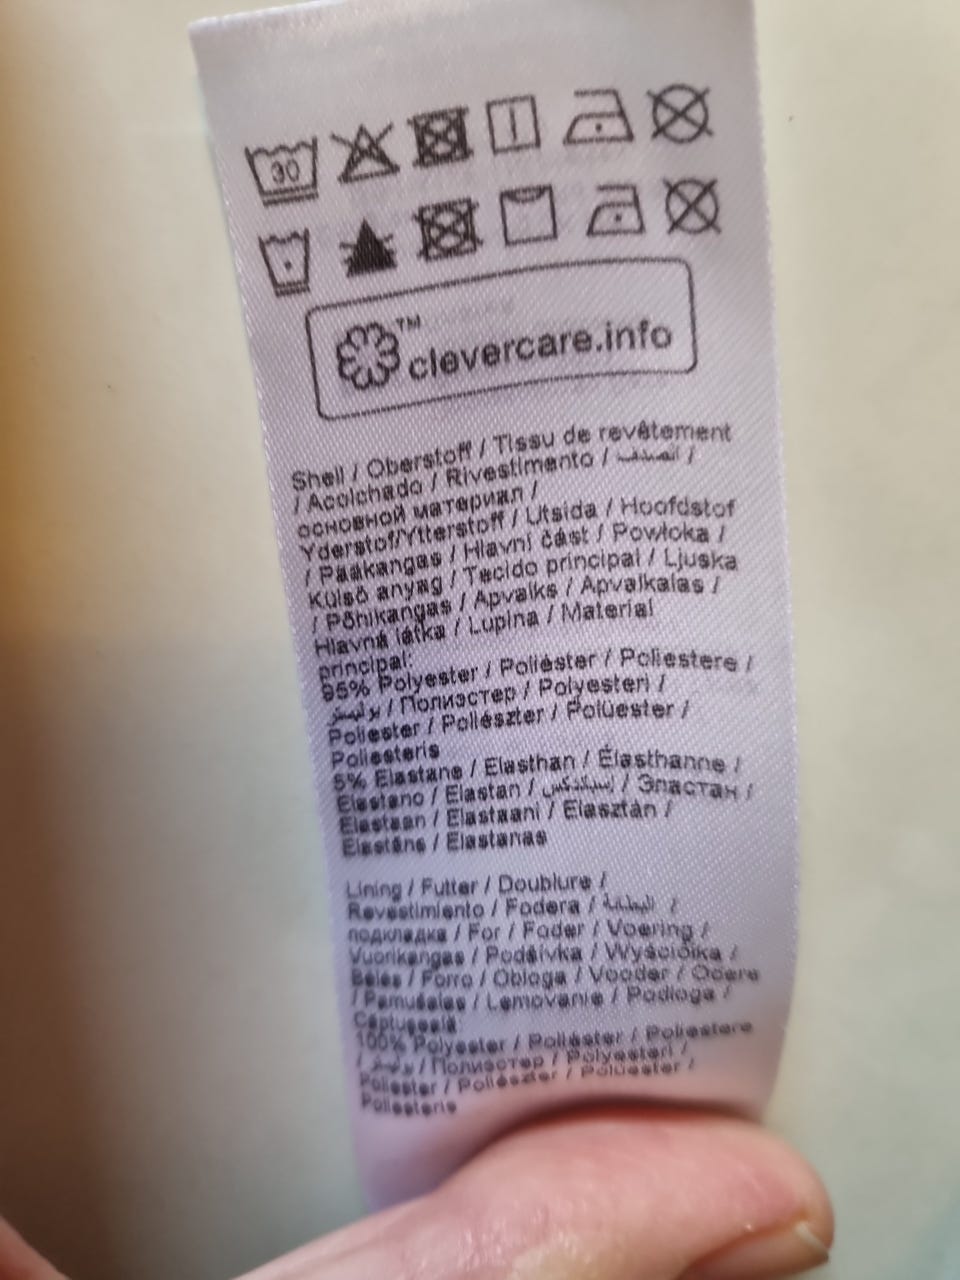 30
™
clevercare.info
Shell / Oberstoff / Tissu de revêtement
/ Acolchado / Rivestimento / الصدف /
основной материал /
Yderstof/Ytterstoff / Utsida / Hoofdstof
/ Pääkangas / Hlavní část / Powłoka /
Külső anyag / Tecido principal / Ljuska
/ Põhikangas / Apvalks / Apvalkalas /
Hlavná látka / Lupina / Material
principal:
95% Polyester / Poliéster / Poliestere /
بوليستر / Полиэстер / Polyesteri /
Poliester / Poliészter / Polüester /
Poliesteris
5% Elastane / Elasthan / Élasthanne /
Elastano / Elastan / / Эластан /
Elastaan / Elastaani / Elasztán /
Elastāns / Elastanas
Lining / Futter / Doublure /
Revestimiento / Fodera / البطانة /
подкладка / For / Foder / Voering /
Vuorikangas / Podšívka / Wyściółka /
Bélés / Forro / Obloga / Vooder / Odere
/ Pamušalas / Lemovanie / Podloga /
Căptușeală:
100% Polyester / Poliéster / Poliestere
/ بوليستر / Полиэстер / Polyesteri /
Poliester / Poliészter / Polüester /
Poliesteris